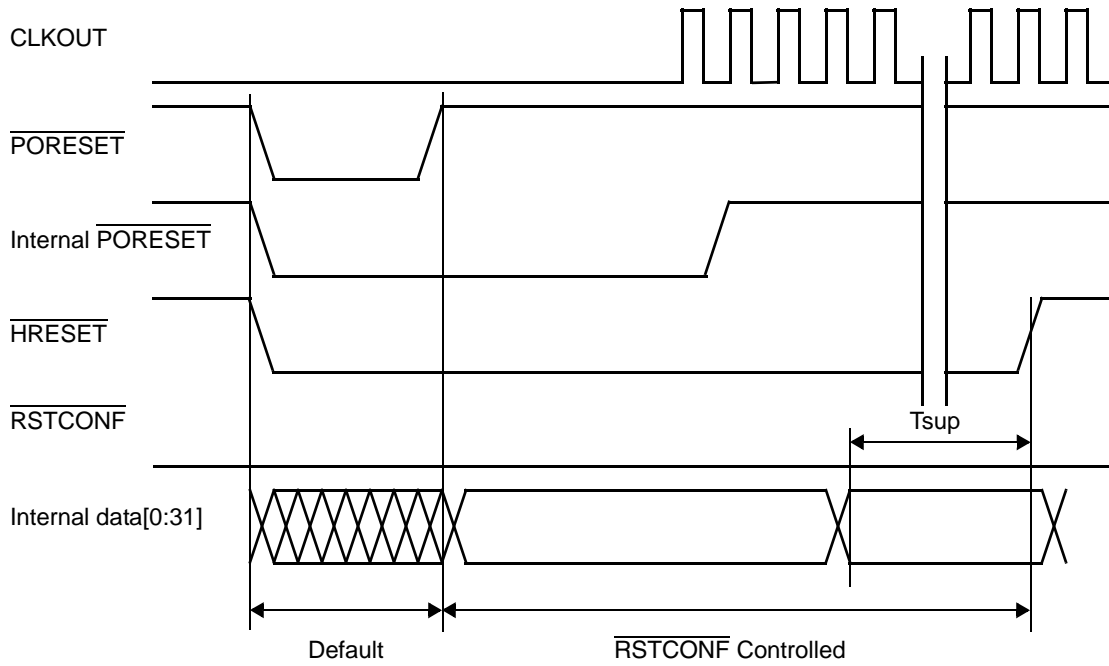 CLKOUT
PORESET
Internal PORESET
HRESET
RSTCONF
Tsup
Internal data[0:31]
Default
RSTCONF Controlled